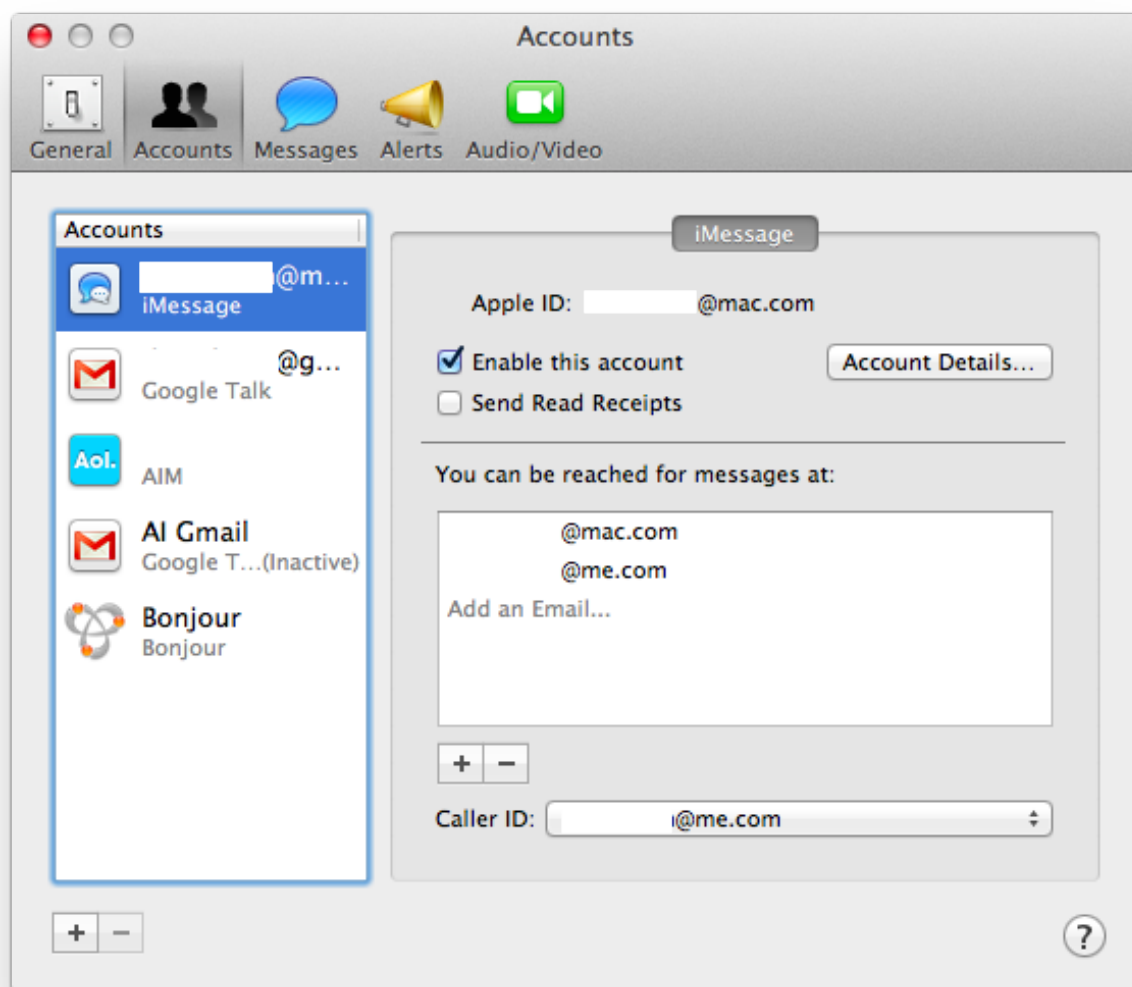 Accounts
General Accounts Messages Alerts Audio/Video
Accounts
@m...
iMessage
@g...
Google Talk
Aol.
AIM
AI Gmail
Google T...(Inactive)
Bonjour
Bonjour
iMessage
Apple ID: @mac.com
Enable this account Account Details...
Send Read Receipts
You can be reached for messages at:
@mac.com
@me.com
Add an Email...
+ −
Caller ID: @me.com
+ − ?